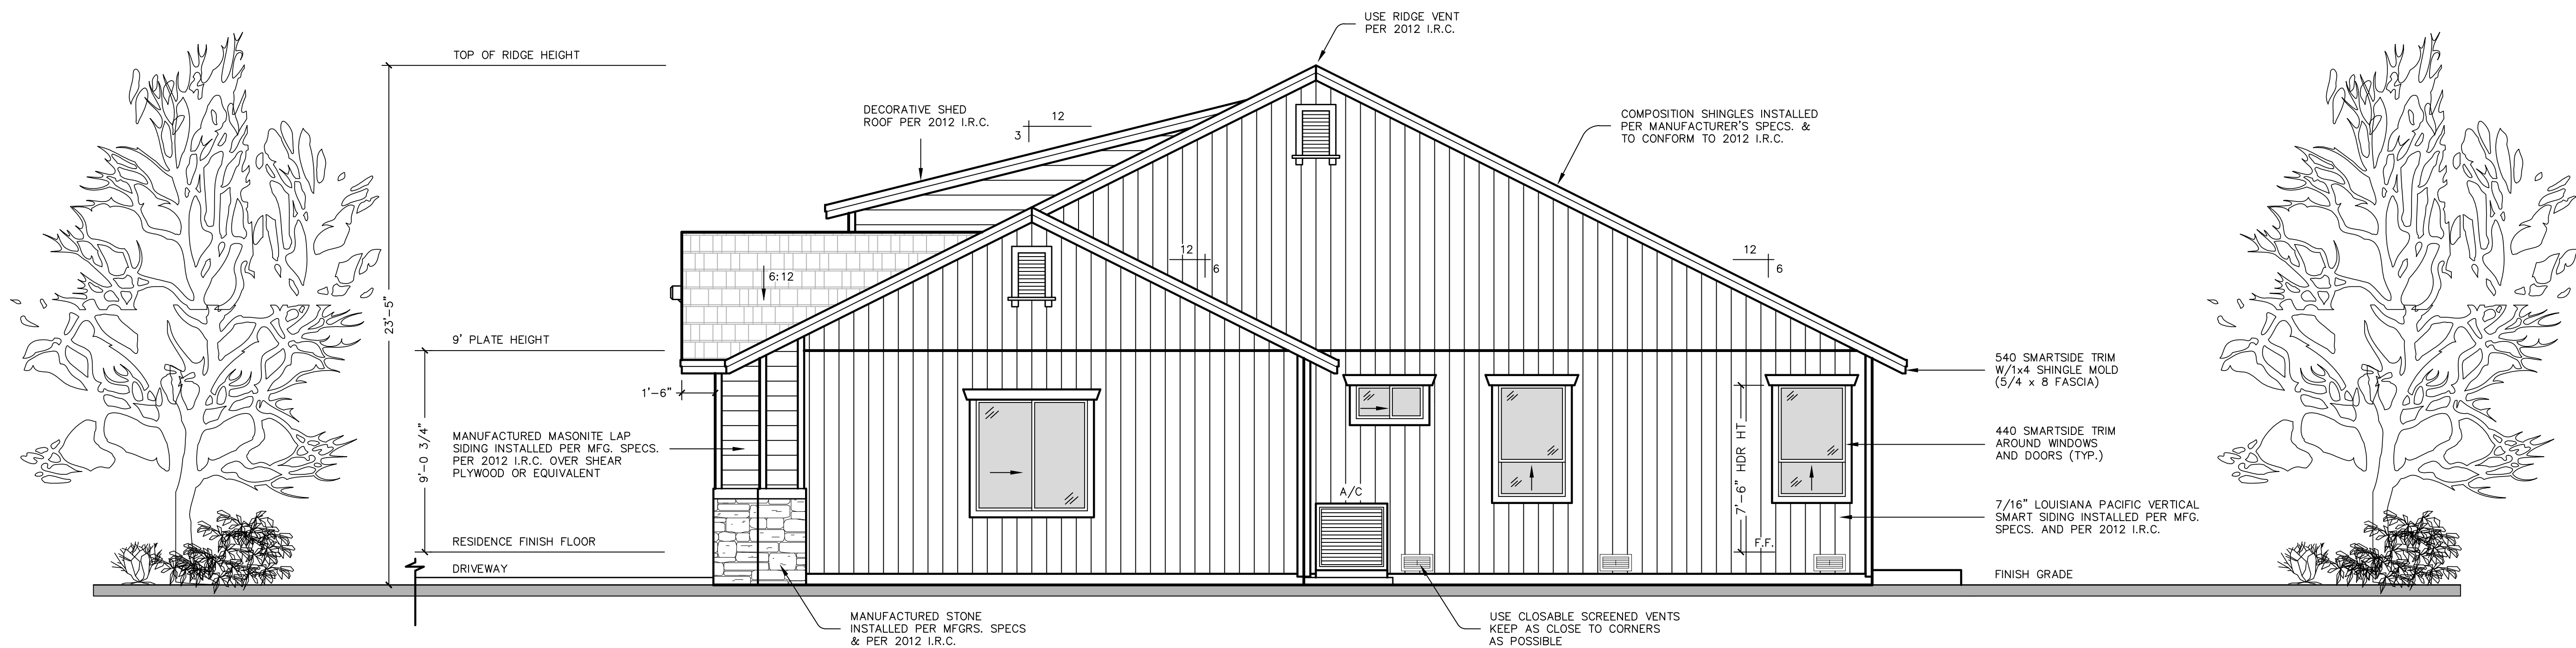 USE RIDGE VENT
PER 2012 I.R.C.
TOP OF RIDGE HEIGHT
DECORATIVE SHED
ROOF PER 2012 I.R.C.
12
3
COMPOSITION SHINGLES INSTALLED
PER MANUFACTURER'S SPECS. &
TO CONFORM TO 2012 I.R.C.
12
6
12
6
6:12
23'-5"
9' PLATE HEIGHT
1'-6"
9'-0 3/4"
540 SMARTSIDE TRIM
W/1x4 SHINGLE MOLD
(5/4 x 8 FASCIA)
MANUFACTURED MASONITE LAP
SIDING INSTALLED PER MFG. SPECS.
PER 2012 I.R.C. OVER SHEAR
PLYWOOD OR EQUIVALENT
440 SMARTSIDE TRIM
AROUND WINDOWS
AND DOORS (TYP.)
7'-6" HDR HT
A/C
7/16" LOUISIANA PACIFIC VERTICAL
SMART SIDING INSTALLED PER MFG.
SPECS. AND PER 2012 I.R.C.
RESIDENCE FINISH FLOOR
F.F.
DRIVEWAY
FINISH GRADE
MANUFACTURED STONE
INSTALLED PER MFGRS. SPECS
& PER 2012 I.R.C.
USE CLOSABLE SCREENED VENTS
KEEP AS CLOSE TO CORNERS
AS POSSIBLE